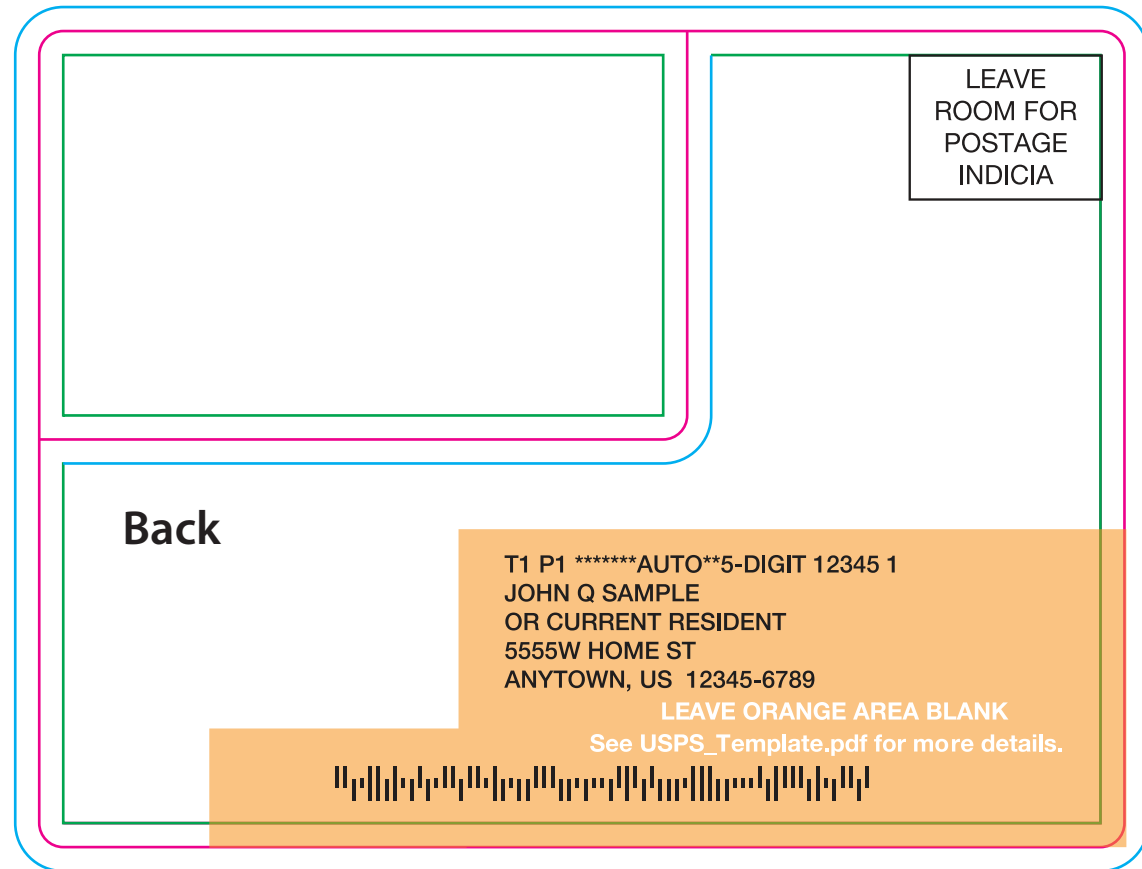 LEAVE
ROOM FOR
POSTAGE
INDICIA
Back
T1 P1 *******AUTO**5-DIGIT 12345 1
JOHN Q SAMPLE
OR CURRENT RESIDENT
5555W HOME ST
ANYTOWN, US  12345-6789
LEAVE ORANGE AREA BLANK
See USPS_Template.pdf for more details.